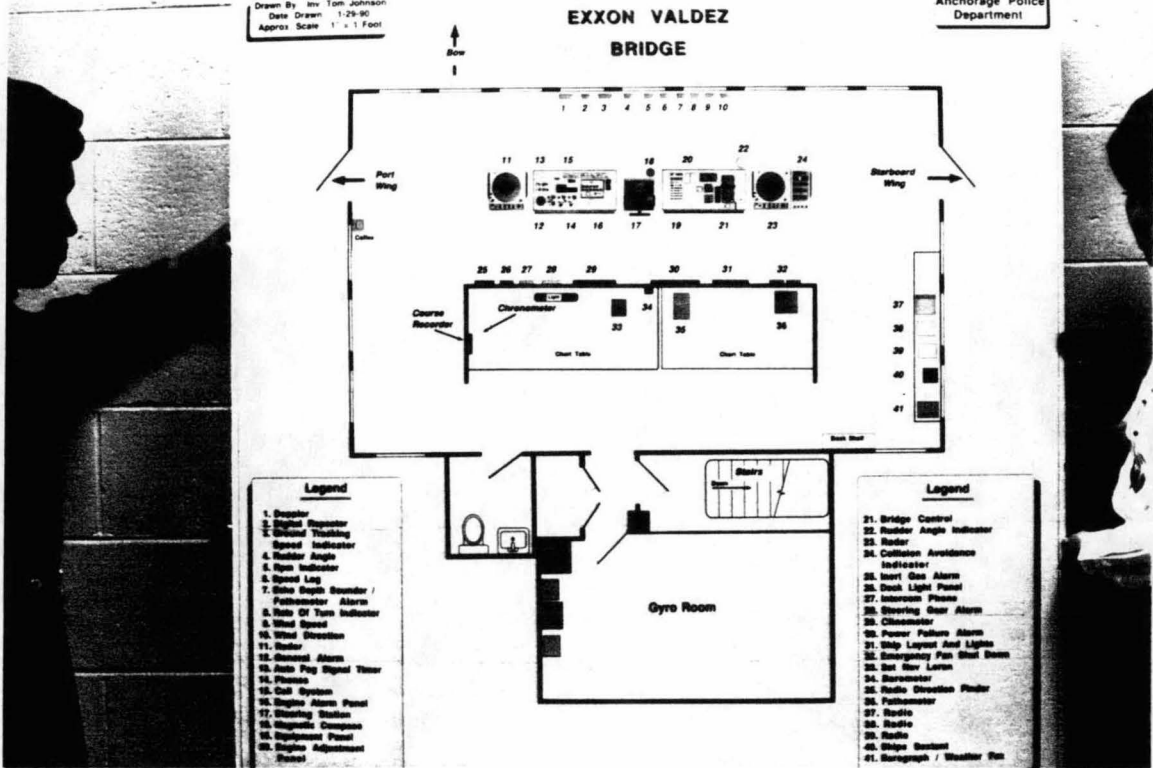 Drawn By Inv Tom Johnson
Date Drawn 1-29-90
Approx Scale 1" x 1 Foot
EXXON VALDEZ
BRIDGE
Anchorage Police
Department
Bow
1 2 3 4 5 6 7 8 9 10
22
11 13 15 18 20 24
Port
Wing
Starboard
Wing
12 14 16 17 19 21 23
Coffee
25 26 27 28 29 30 31 32
Light
Course
Recorder
Chronometer
33
34
35
36
37
38
39
40
41
Chart Table
Chart Table
Book Shelf
Stairs
Down
Gyro Room
Legend
1. Doppler
2. Digital Repeater
3. Ground Tracking
Speed Indicator
4. Rudder Angle
5. Rpm Indicator
6. Speed Log
7. Echo Depth Sounder /
Fathometer Alarm
8. Rate Of Turn Indicator
9. Wind Speed
10. Wind Direction
11. Radar
12. General Alarm
13. Auto Fog Signal Timer
14. Phones
15. Call System
16. Engine Alarm Panel
17. Steering Station
18. Magnetic Compass
19. Equipment Panel
20. Engine Adjustment
Panel
Legend
21. Bridge Control
22. Rudder Angle Indicator
23. Radar
24. Collision Avoidance
Indicator
25. Inert Gas Alarm
26. Deck Light Panel
27. Intercom Phone
28. Steering Gear Alarm
29. Clinometer
30. Power Failure Alarm
31. Ship Layout And Lights
32. Emergency Fan Shut Down
33. Sat Nav Loran
34. Barometer
35. Radio Direction Finder
36. Fathometer
37. Radio
38. Radio
39. Radio
40. Ships Sextant
41. Barograph / Weather Fax